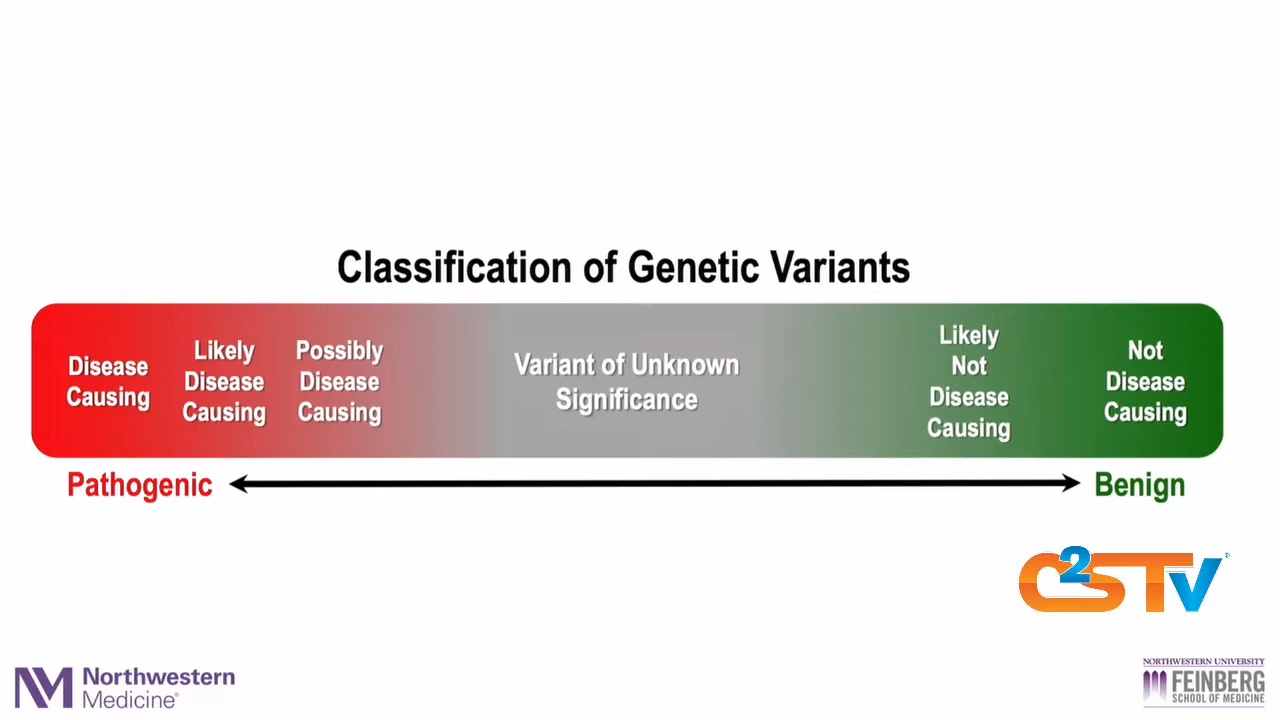 Classification of Genetic Variants
Disease
Causing
Likely
Disease
Causing
Possibly
Disease
Causing
Variant of Unknown
Significance
Likely
Not
Disease
Causing
Not
Disease
Causing
Pathogenic
Benign
C2STV®
NM Northwestern
Medicine®
NORTHWESTERN UNIVERSITY
FEINBERG
SCHOOL OF MEDICINE